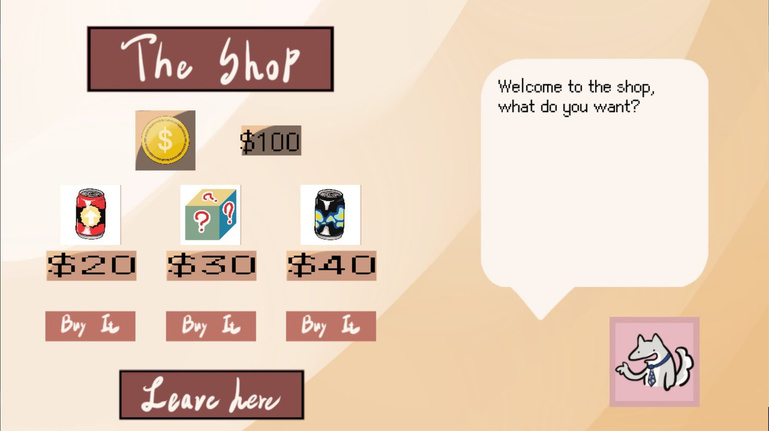 The Shop
$
$100
? ? ?
$20 $30 $40
Buy It Buy It Buy It
Leave here
Welcome to the shop,
what do you want?